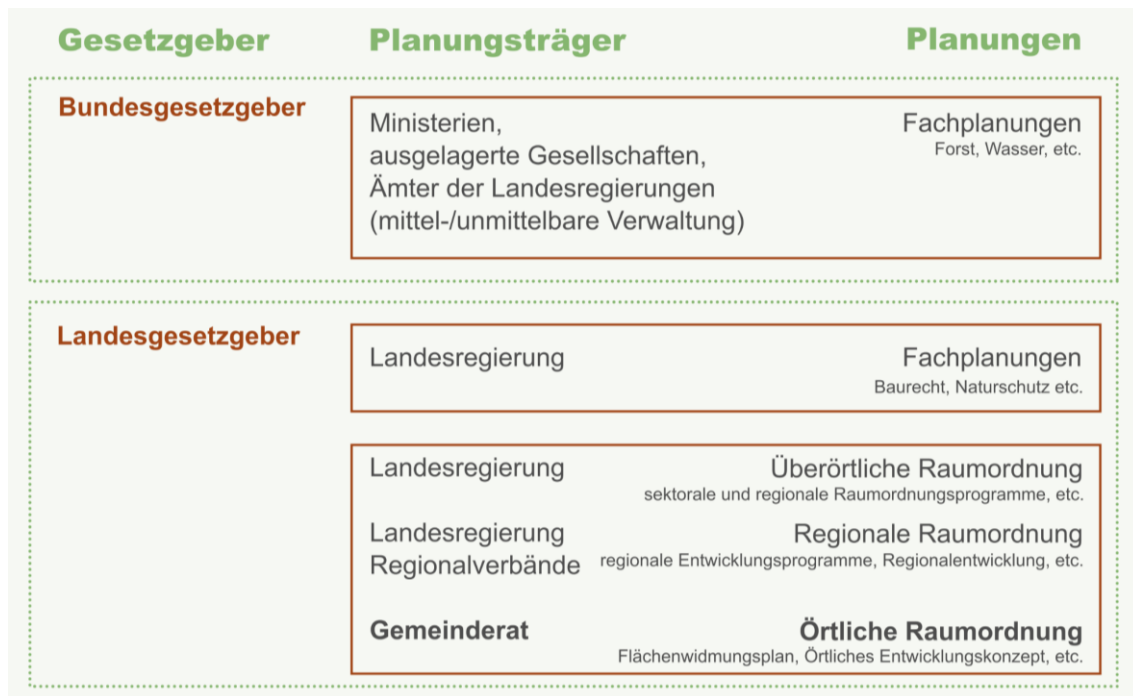 Gesetzgeber Planungsträger Planungen
Bundesgesetzgeber
Ministerien,
ausgelagerte Gesellschaften,
Ämter der Landesregierungen
(mittel-/unmittelbare Verwaltung)
Fachplanungen
Forst, Wasser, etc.
Landesgesetzgeber
Landesregierung Fachplanungen
Baurecht, Naturschutz etc.
Landesregierung Überörtliche Raumordnung
sektorale und regionale Raumordnungsprogramme, etc.
Landesregierung Regionale Raumordnung
Regionalverbände regionale Entwicklungsprogramme, Regionalentwicklung, etc.
Gemeinderat Örtliche Raumordnung
Flächenwidmungsplan, Örtliches Entwicklungskonzept, etc.